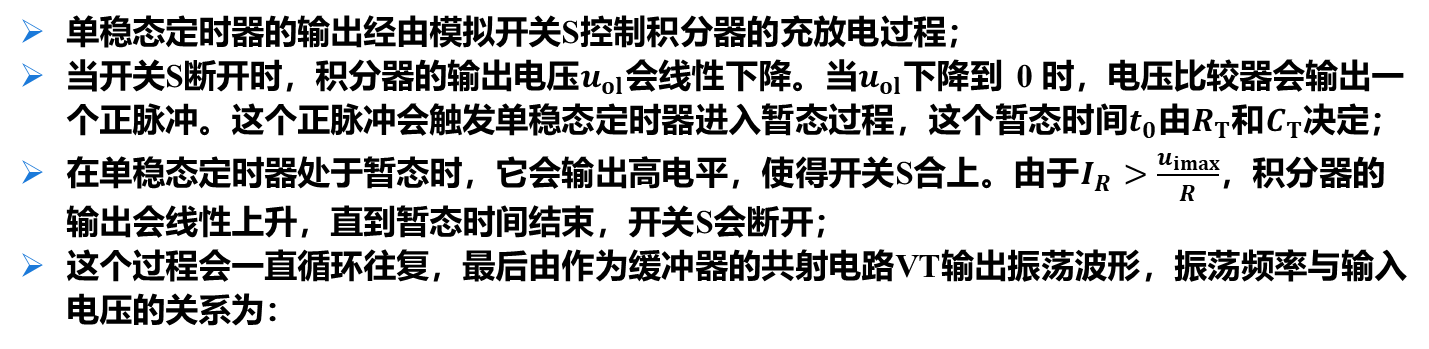 ➢ 单稳态定时器的输出经由模拟开关S控制积分器的充放电过程；
➢ 当开关S断开时，积分器的输出电压𝒖ol会线性下降。当𝒖ol下降到 0 时，电压比较器会输出一
个正脉冲。这个正脉冲会触发单稳态定时器进入暂态过程，这个暂态时间𝒕0由𝑹T和𝑪T决定；
➢ 在单稳态定时器处于暂态时，它会输出高电平，使得开关S合上。由于𝑰𝑹 > 𝒖imax/𝑹，积分器的
输出会线性上升，直到暂态时间结束，开关S会断开；
➢ 这个过程会一直循环往复，最后由作为缓冲器的共射电路VT输出振荡波形，振荡频率与输入
电压的关系为：